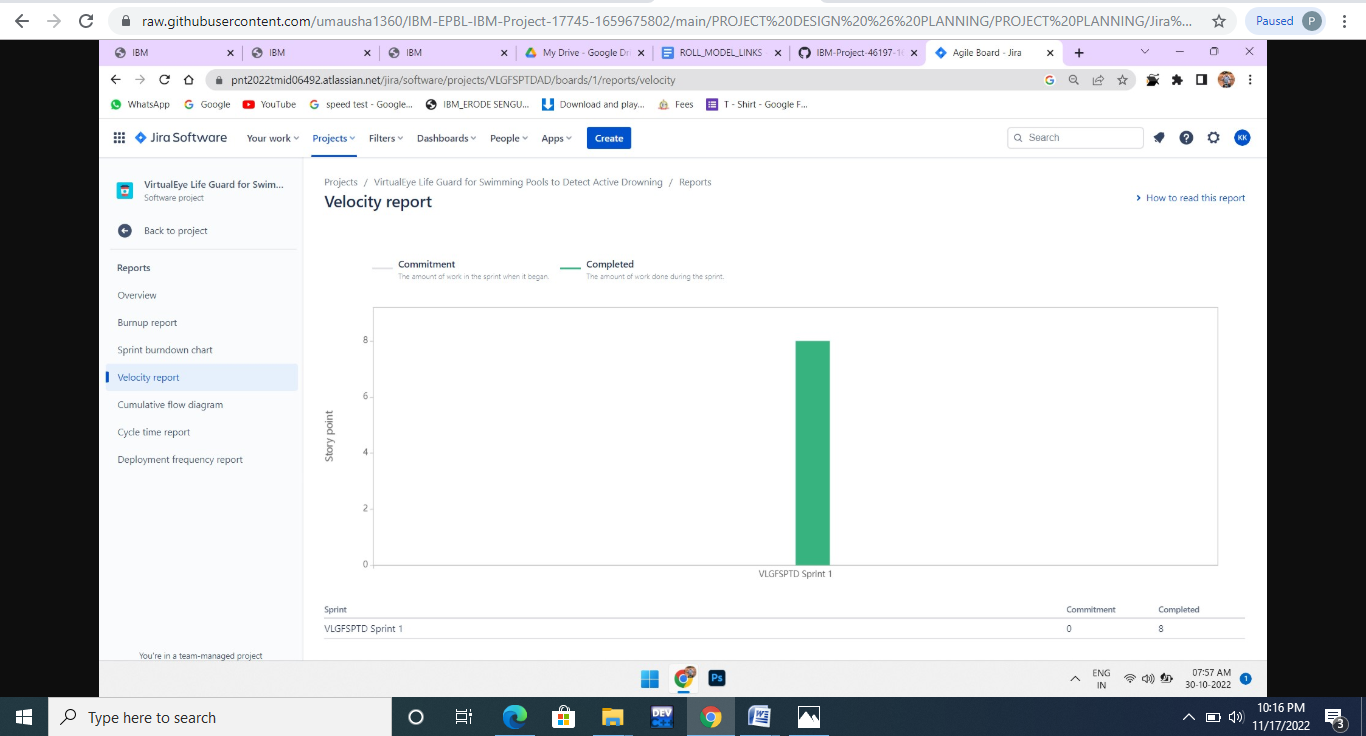 raw.githubusercontent.com/umausha1360/IBM-EPBL-IBM-Project-17745-1659675802/main/PROJECT%20DESIGN%20%26%20PLANNING/PROJECT%20PLANNING/Jira%...
Paused P
IBM IBM IBM My Drive - Google Dr ROLL_MODEL_LINKS IBM-Project-46197-1 Agile Board - Jira
pnt2022tmid06492.atlassian.net/jira/software/projects/VLGFSPTDAD/boards/1/reports/velocity
WhatsApp Google YouTube speed test - Google... IBM_ERODE SENGU... Download and play... Fees T - Shirt - Google F...
Jira Software Your work Projects Filters Dashboards People Apps Create Search KK
VirtualEye Life Guard for Swim...
Software project
Back to project
Reports
Overview
Burnup report
Sprint burndown chart
Velocity report
Cumulative flow diagram
Cycle time report
Deployment frequency report
You're in a team-managed project
Projects / VirtualEye Life Guard for Swimming Pools to Detect Active Drowning / Reports
Velocity report
How to read this report
Commitment
The amount of work in the sprint when it began.
Completed
The amount of work done during the sprint.
8
6
4
2
0
Story point
VLGFSPTD Sprint 1
Sprint Commitment Completed
VLGFSPTD Sprint 1 0 8
Ps
ENG
IN
07:57 AM
30-10-2022
1
Type here to search
DEV
C++
W
10:16 PM
11/17/2022
3